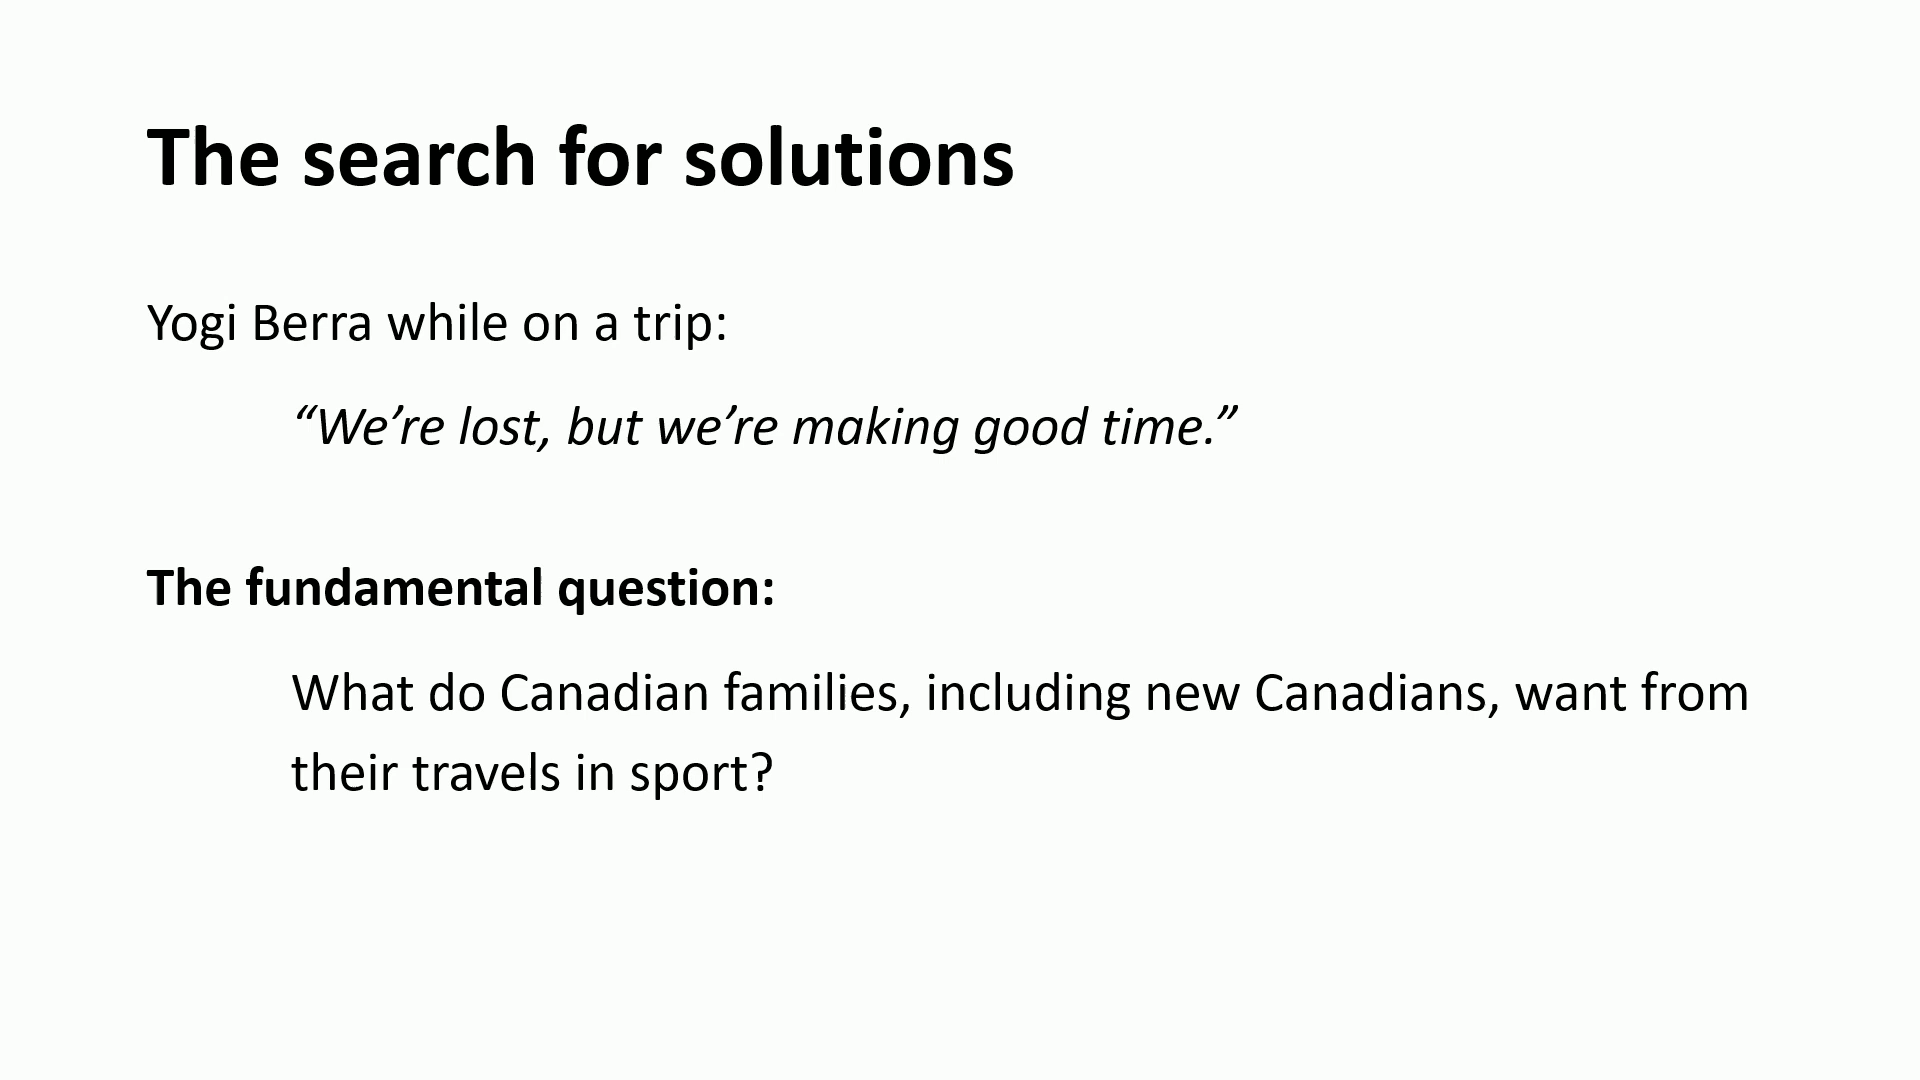 The search for solutions
Yogi Berra while on a trip:
“We’re lost, but we’re making good time.”
The fundamental question:
What do Canadian families, including new Canadians, want from
their travels in sport?